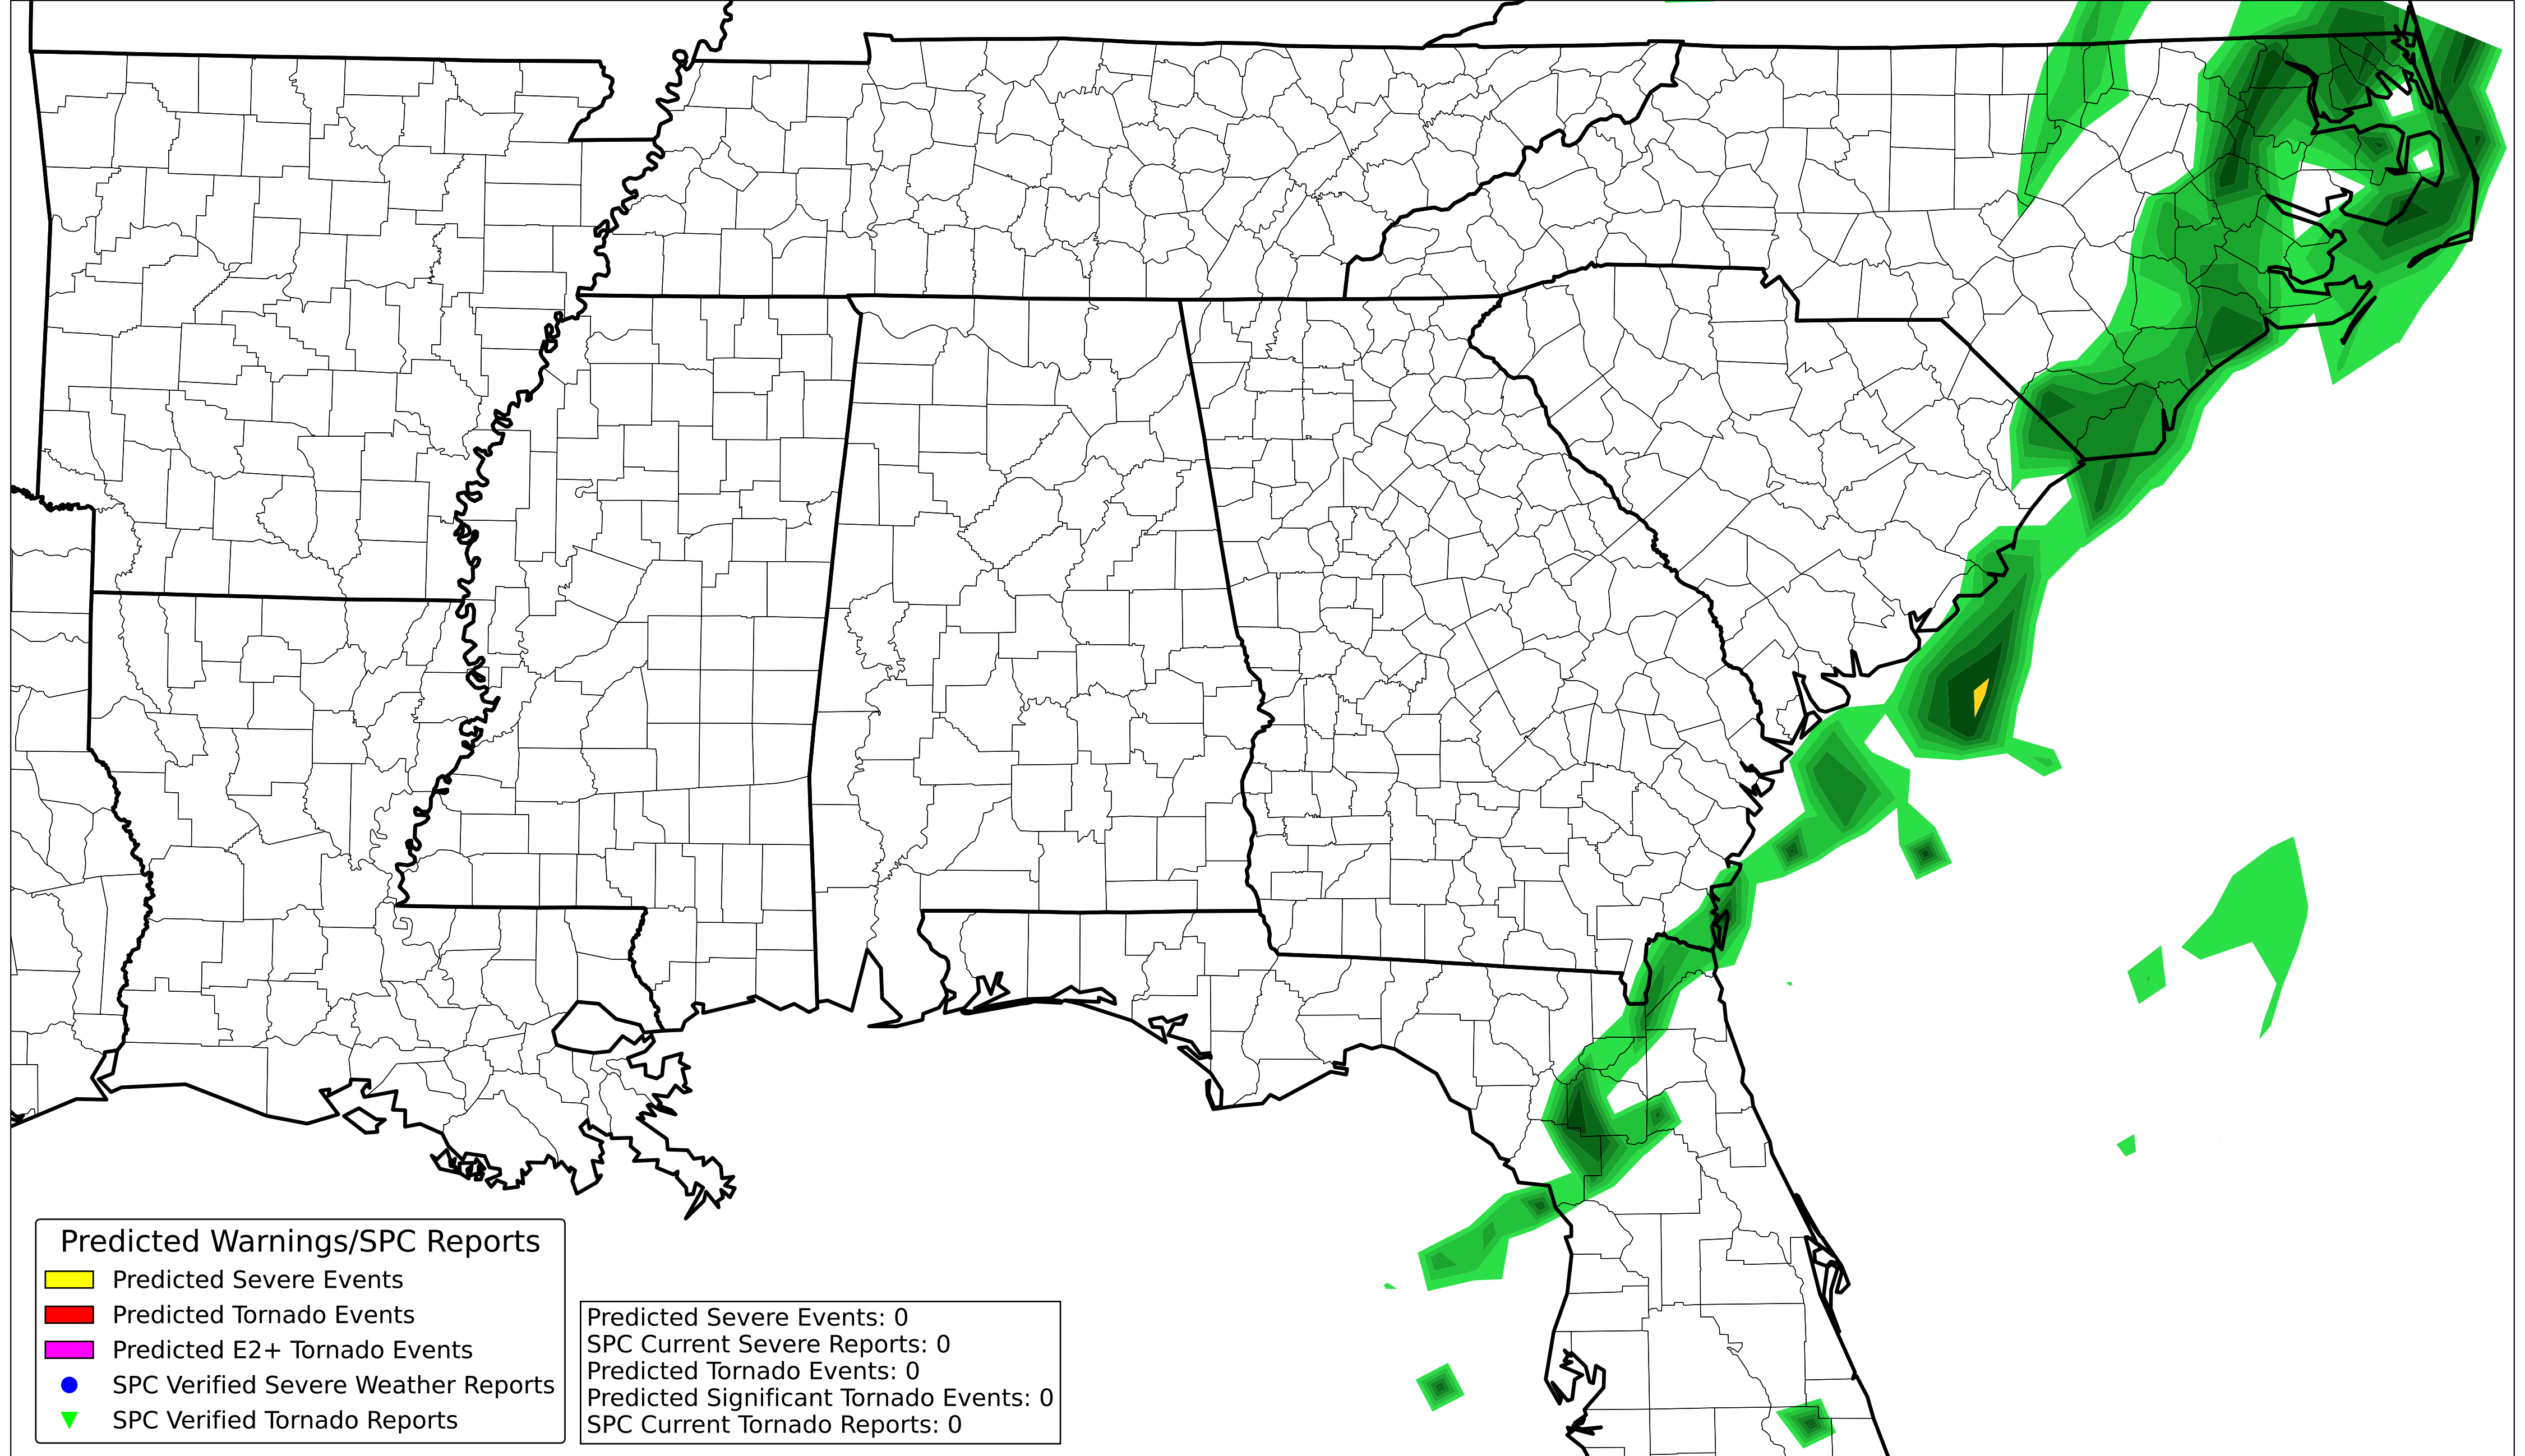 Predicted Warnings/SPC Reports
Predicted Severe Events
Predicted Tornado Events
Predicted E2+ Tornado Events
SPC Verified Severe Weather Reports
SPC Verified Tornado Reports
Predicted Severe Events: 0
SPC Current Severe Reports: 0
Predicted Tornado Events: 0
Predicted Significant Tornado Events: 0
SPC Current Tornado Reports: 0